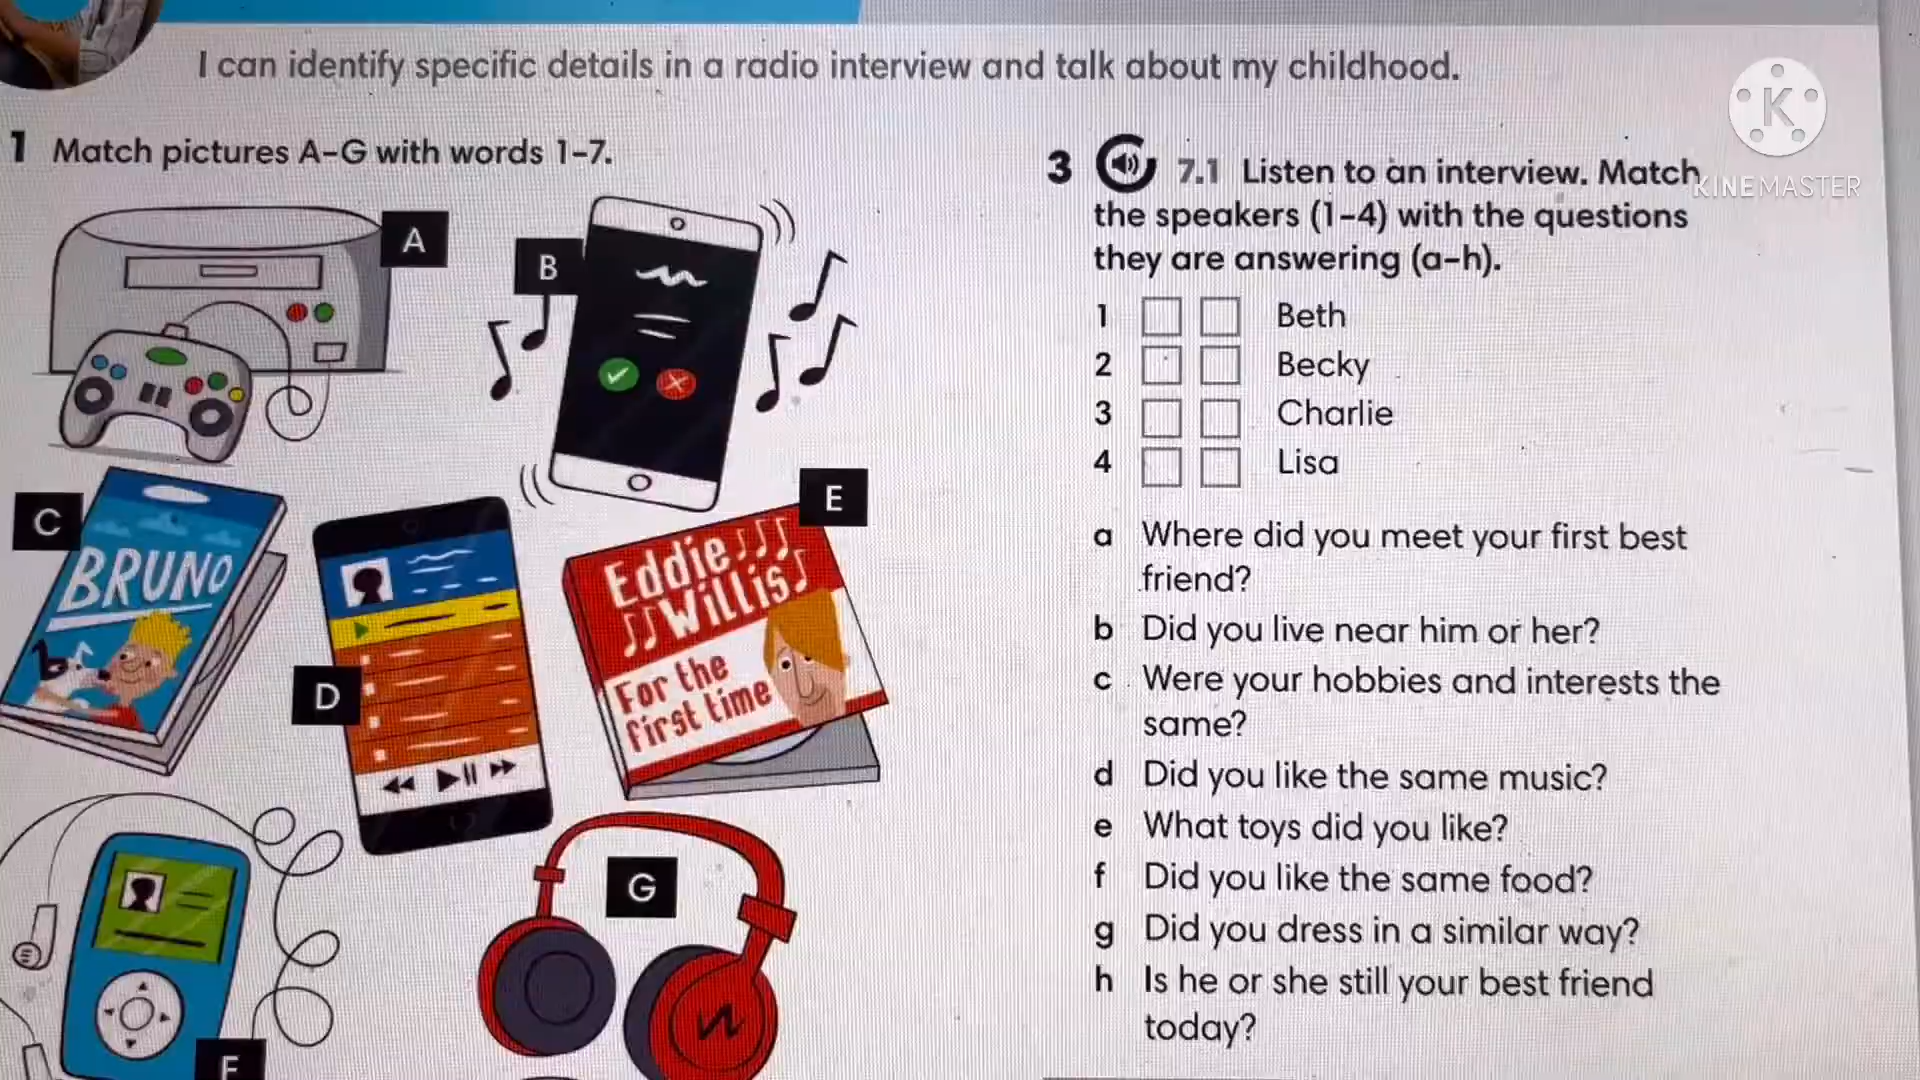 I can identify specific details in a radio interview and talk about my childhood.
1 Match pictures A–G with words 1–7.
A
B
C
BRUNO
D
E
Eddie
Willis
For the
first time
F
G
K
KINEMASTER
3 7.1 Listen to an interview. Match
the speakers (1–4) with the questions
they are answering (a–h).
1 Beth
2 Becky
3 Charlie
4 Lisa
a Where did you meet your first best
friend?
b Did you live near him or her?
c Were your hobbies and interests the
same?
d Did you like the same music?
e What toys did you like?
f Did you like the same food?
g Did you dress in a similar way?
h Is he or she still your best friend
today?